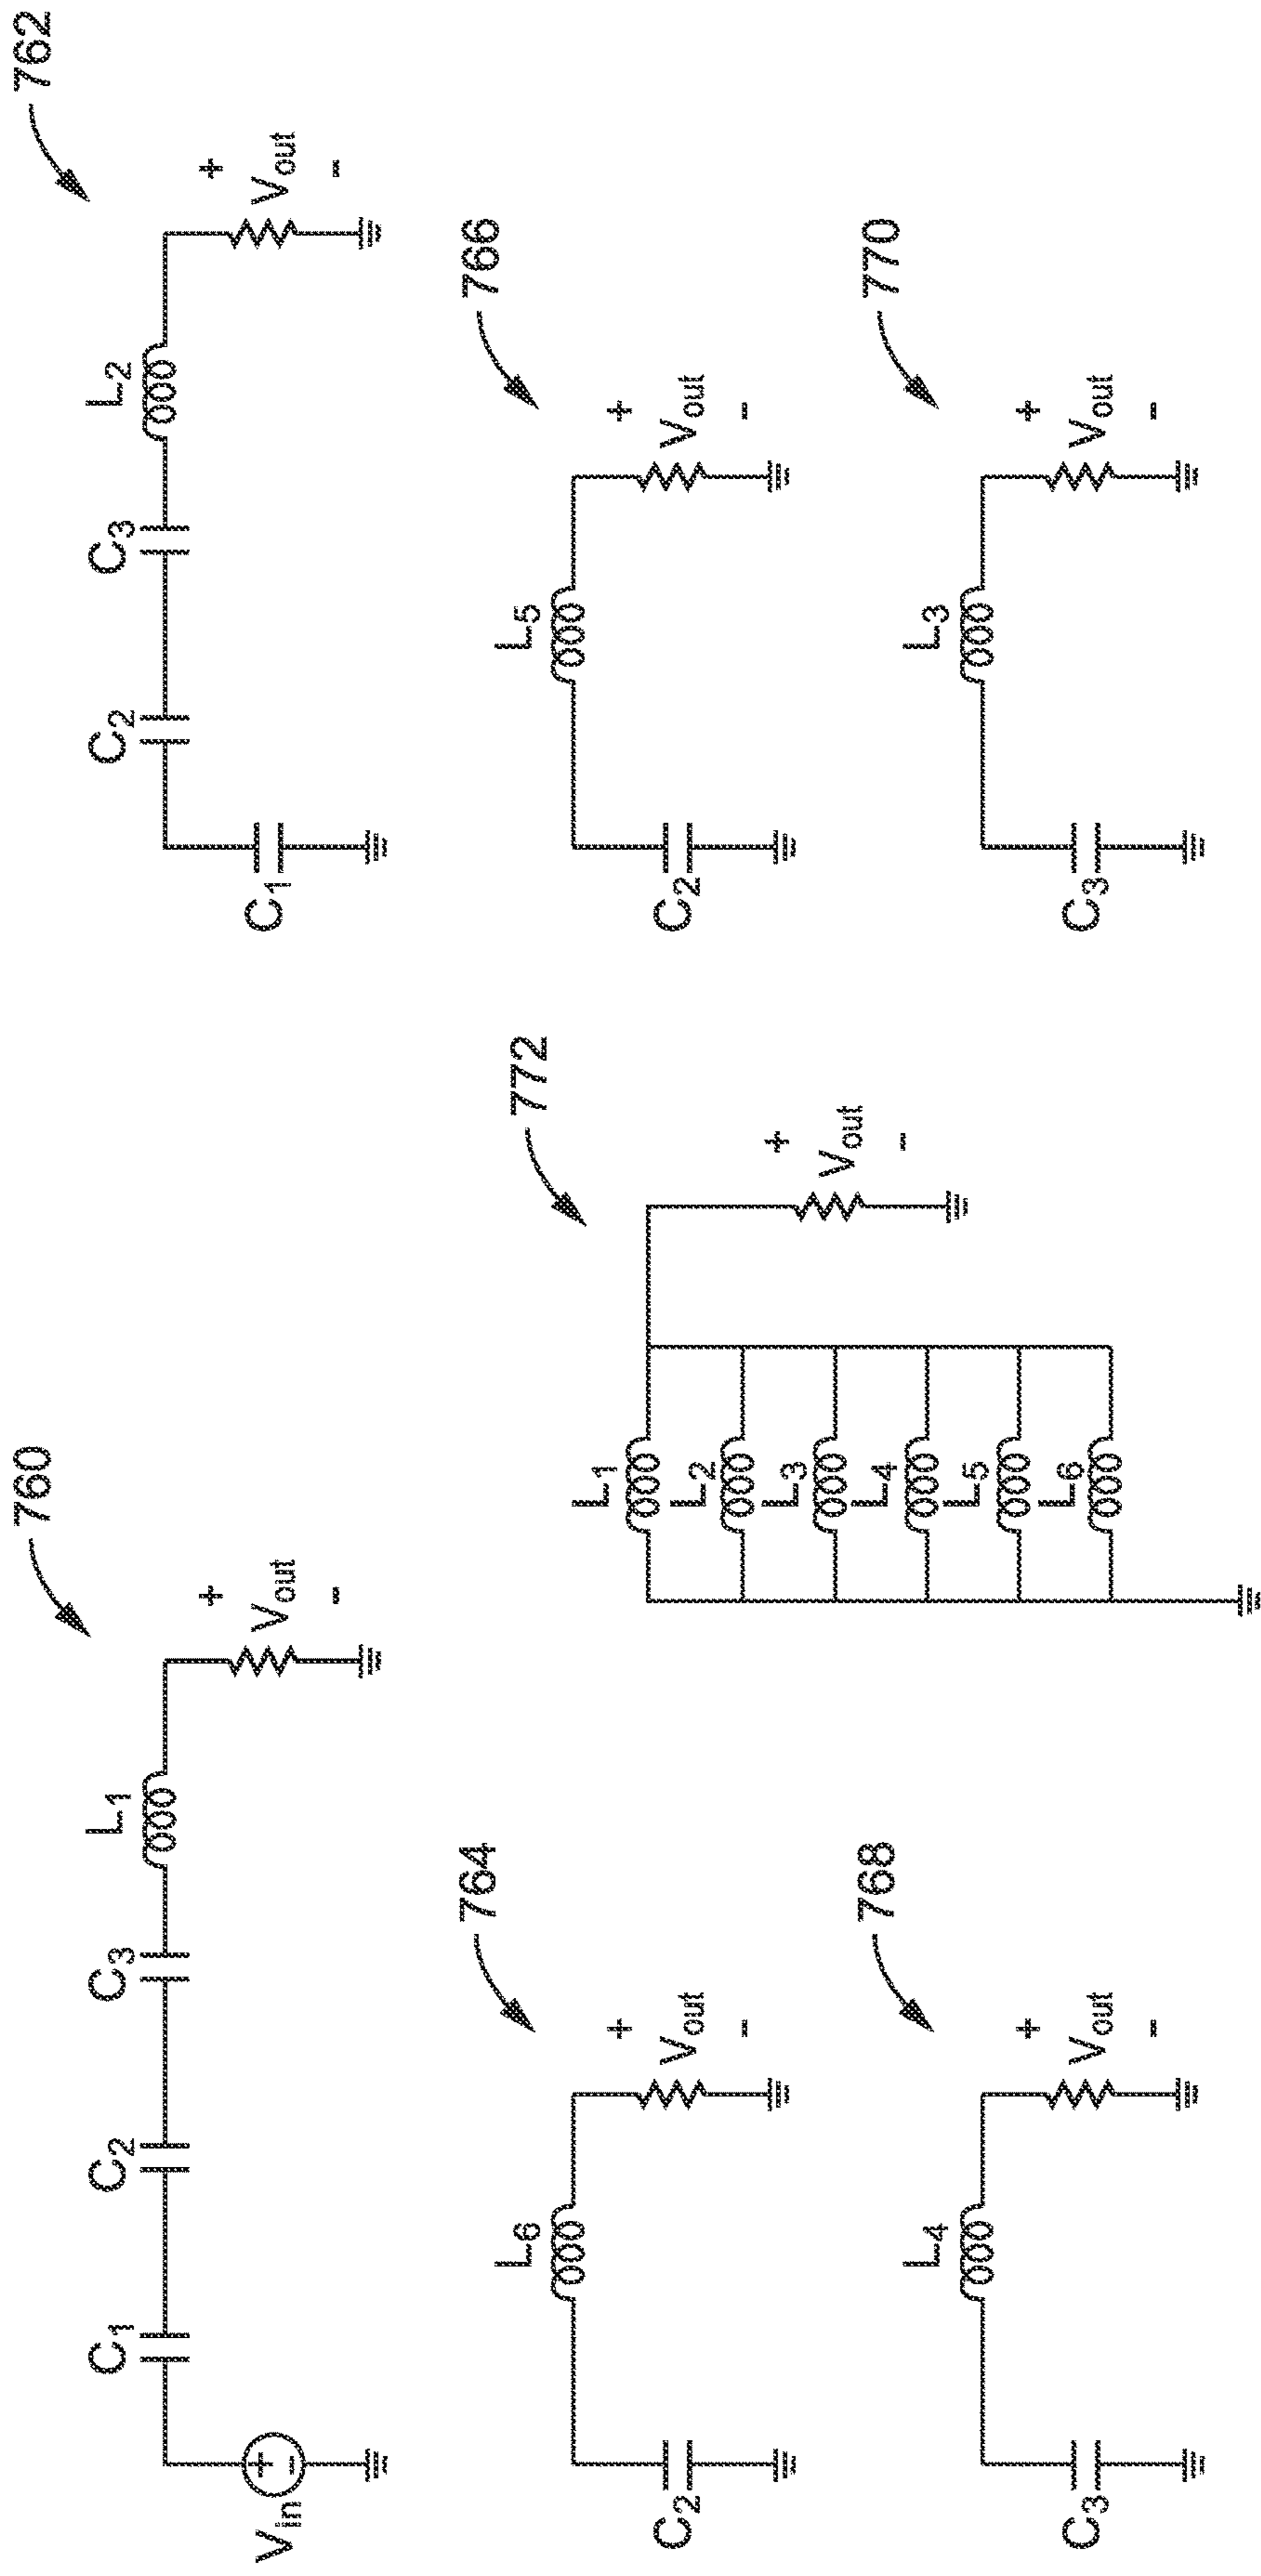 760
C1 C2 C3 L1
Vin
+
-
+
Vout
-
762
C2 C3 L2
C1
+
Vout
-
764
L6
C2
+
Vout
-
766
L5
C2
+
Vout
-
768
L4
C3
+
Vout
-
772
L1
L2
L3
L4
L5
L6
+
Vout
-
770
L3
C3
+
Vout
-